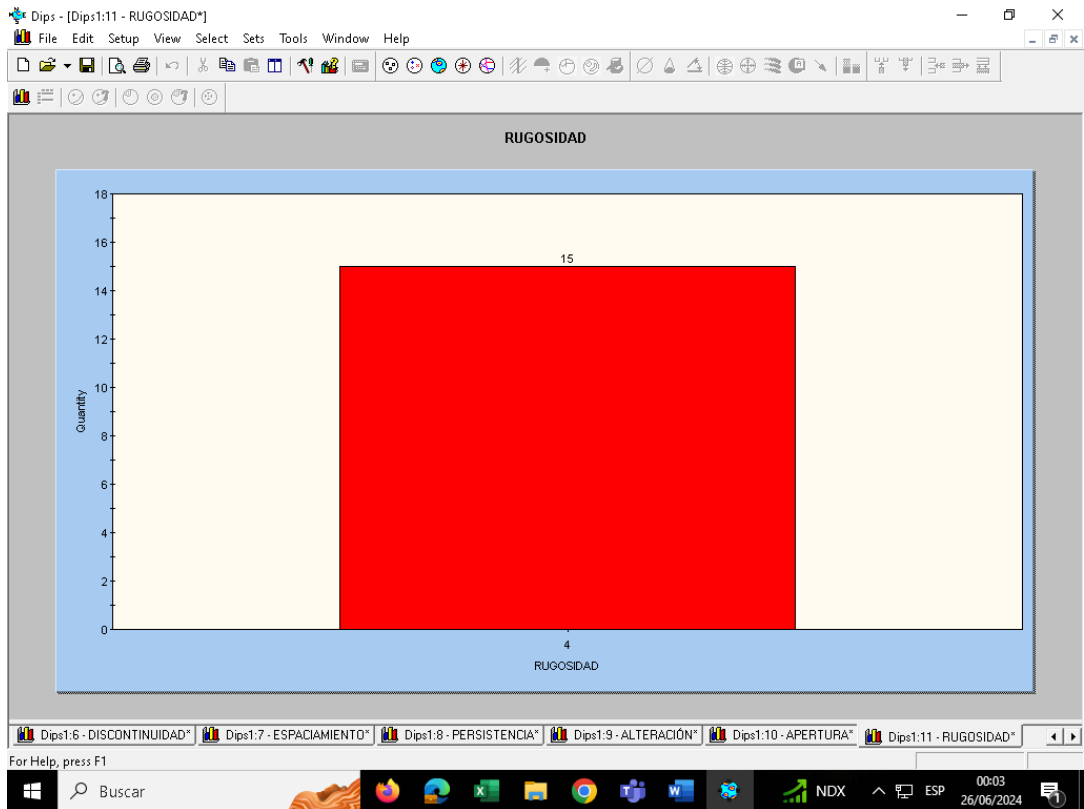 Dips - [Dips1:11 - RUGOSIDAD*]
File Edit Setup View Select Sets Tools Window Help
RUGOSIDAD
18
16
14
12
10
8
6
4
2
0
Quantity
15
4
RUGOSIDAD
Dips1:6 - DISCONTINUIDAD* Dips1:7 - ESPACIAMIENTO* Dips1:8 - PERSISTENCIA* Dips1:9 - ALTERACIÓN* Dips1:10 - APERTURA* Dips1:11 - RUGOSIDAD*
For Help, press F1
Buscar NDX ESP 00:03
26/06/2024 1